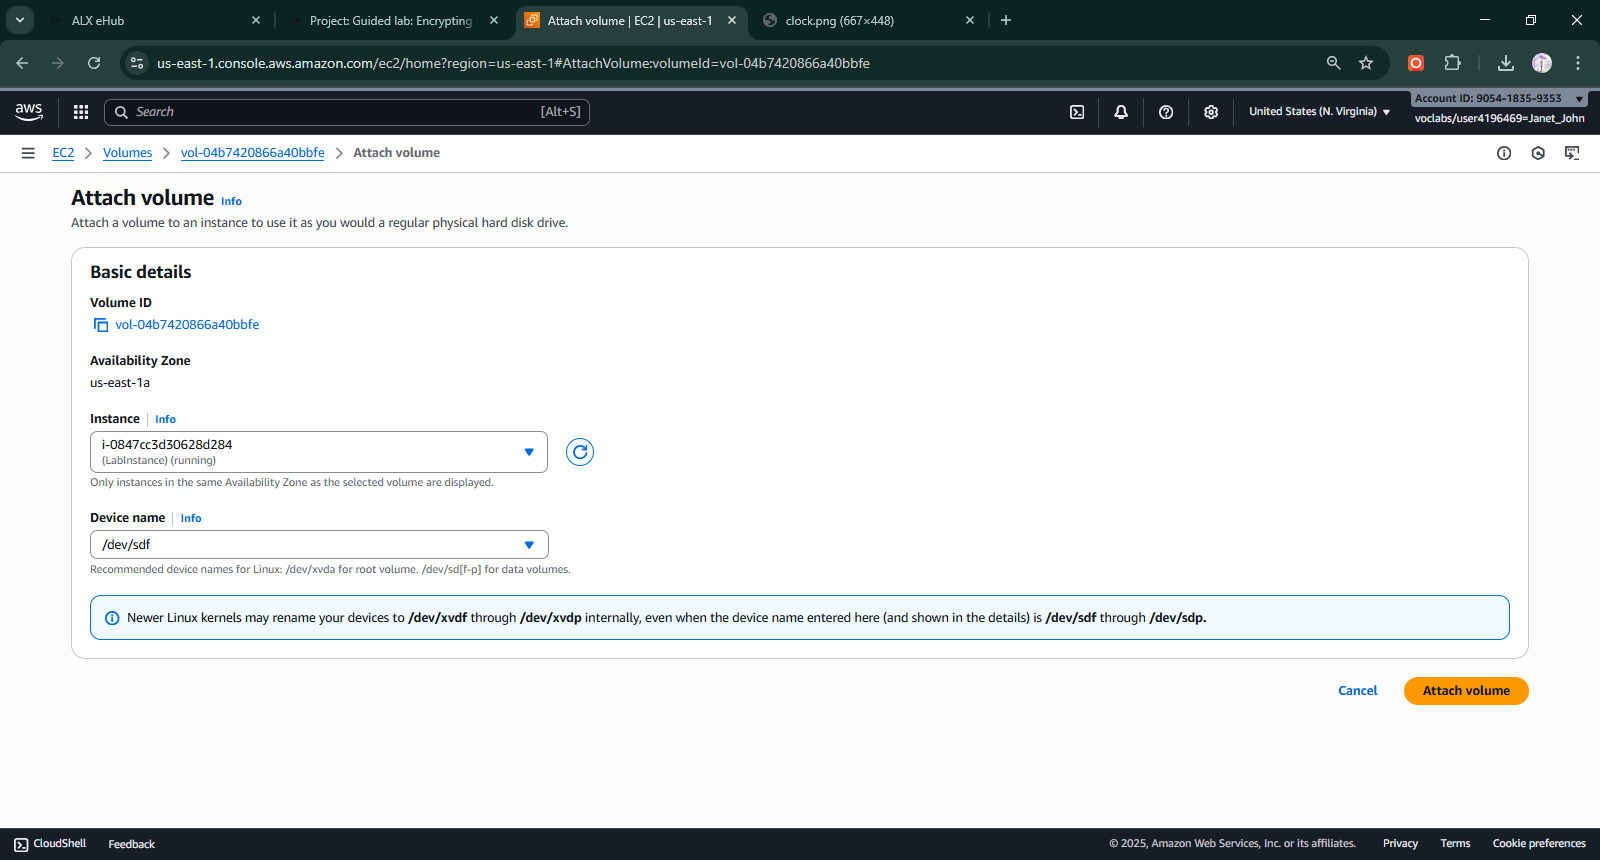 ALX eHub
Project: Guided lab: Encrypting
Attach volume | EC2 | us-east-1
clock.png (667×448)
us-east-1.console.aws.amazon.com/ec2/home?region=us-east-1#AttachVolume:volumeId=vol-04b7420866a40bbfe
aws
Search
[Alt+S]
United States (N. Virginia)
Account ID: 9054-1835-9353
voclabs/user4196469=Janet_John
EC2
Volumes
vol-04b7420866a40bbfe
Attach volume
Attach volume Info
Attach a volume to an instance to use it as you would a regular physical hard disk drive.
Basic details
Volume ID
vol-04b7420866a40bbfe
Availability Zone
us-east-1a
Instance Info
i-0847cc3d30628d284
(LabInstance) (running)
Only instances in the same Availability Zone as the selected volume are displayed.
Device name Info
/dev/sdf
Recommended device names for Linux: /dev/xvda for root volume. /dev/sd[f-p] for data volumes.
Newer Linux kernels may rename your devices to /dev/xvdf through /dev/xvdp internally, even when the device name entered here (and shown in the details) is /dev/sdf through /dev/sdp.
Cancel
Attach volume
CloudShell
Feedback
© 2025, Amazon Web Services, Inc. or its affiliates.
Privacy
Terms
Cookie preferences